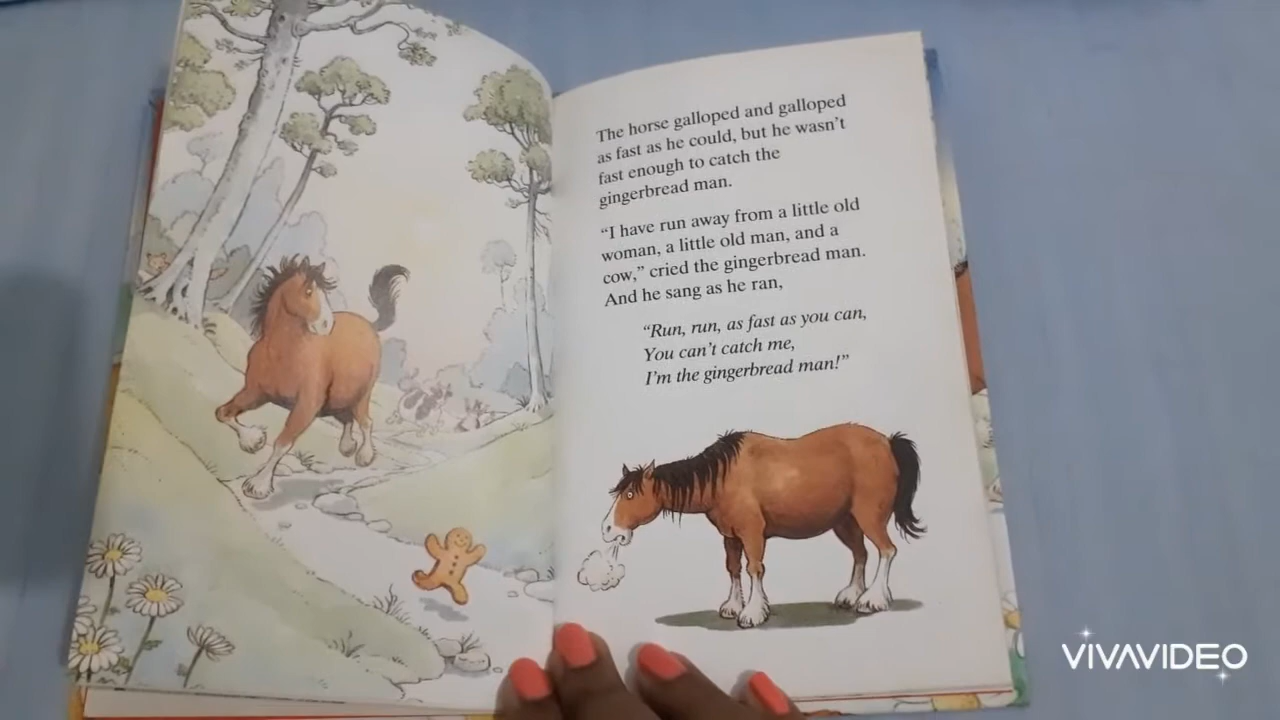 The horse galloped and galloped
as fast as he could, but he wasn't
fast enough to catch the
gingerbread man.
“I have run away from a little old
woman, a little old man, and a
cow,” cried the gingerbread man.
And he sang as he ran,
“Run, run, as fast as you can,
You can't catch me,
I'm the gingerbread man!”
VIVAVIDEO